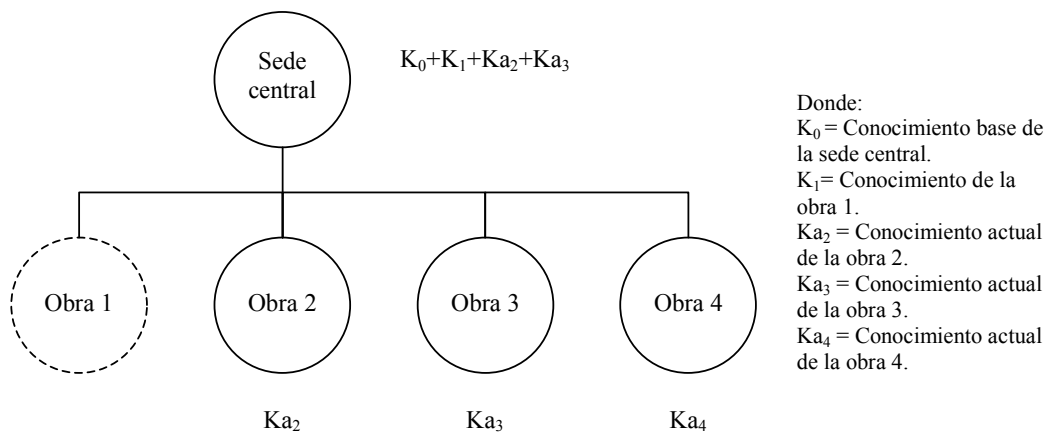 Sede
central
K₀+K₁+Ka₂+Ka₃
Donde:
K₀ = Conocimiento base de
la sede central.
K₁= Conocimiento de la
obra 1.
Ka₂ = Conocimiento actual
de la obra 2.
Ka₃ = Conocimiento actual
de la obra 3.
Ka₄ = Conocimiento actual
de la obra 4.
Obra 1
Obra 2
Obra 3
Obra 4
Ka₂
Ka₃
Ka₄